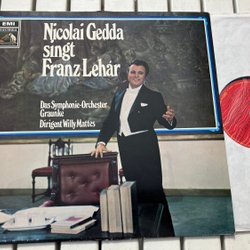 EMI
Nicolai Gedda
singt
Franz Lehár
Das Symphonie-Orchester
Graunke
Dirigent Willy Mattes